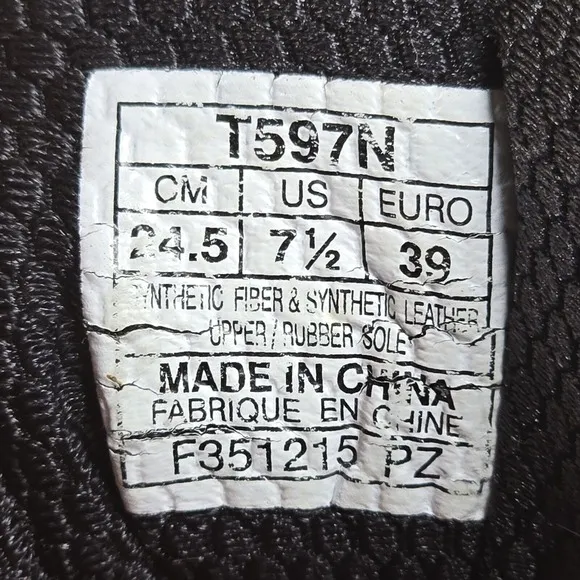 T597N
CM US EURO
24.5 7½ 39
SYNTHETIC FIBER & SYNTHETIC LEATHER
UPPER / RUBBER SOLE
MADE IN CHINA
FABRIQUE EN CHINE
F351215 PZ